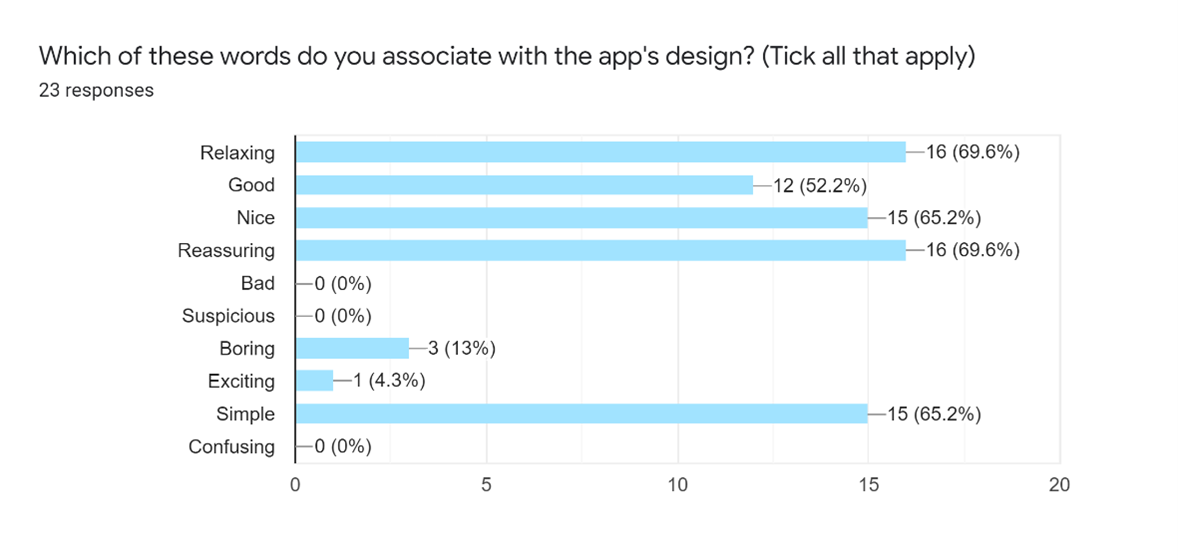 Which of these words do you associate with the app's design? (Tick all that apply)
23 responses
Relaxing 16 (69.6%)
Good 12 (52.2%)
Nice 15 (65.2%)
Reassuring 16 (69.6%)
Bad 0 (0%)
Suspicious 0 (0%)
Boring 3 (13%)
Exciting 1 (4.3%)
Simple 15 (65.2%)
Confusing 0 (0%)
0 5 10 15 20